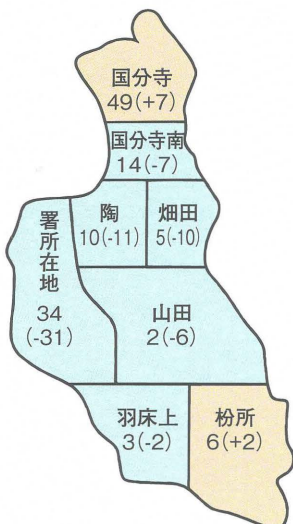 国分寺
49(+7)
国分寺南
14(-7)
署所在地
34
(-31)
陶
10(-11)
畑田
5(-10)
山田
2(-6)
羽床上
3(-2)
枌所
6(+2)